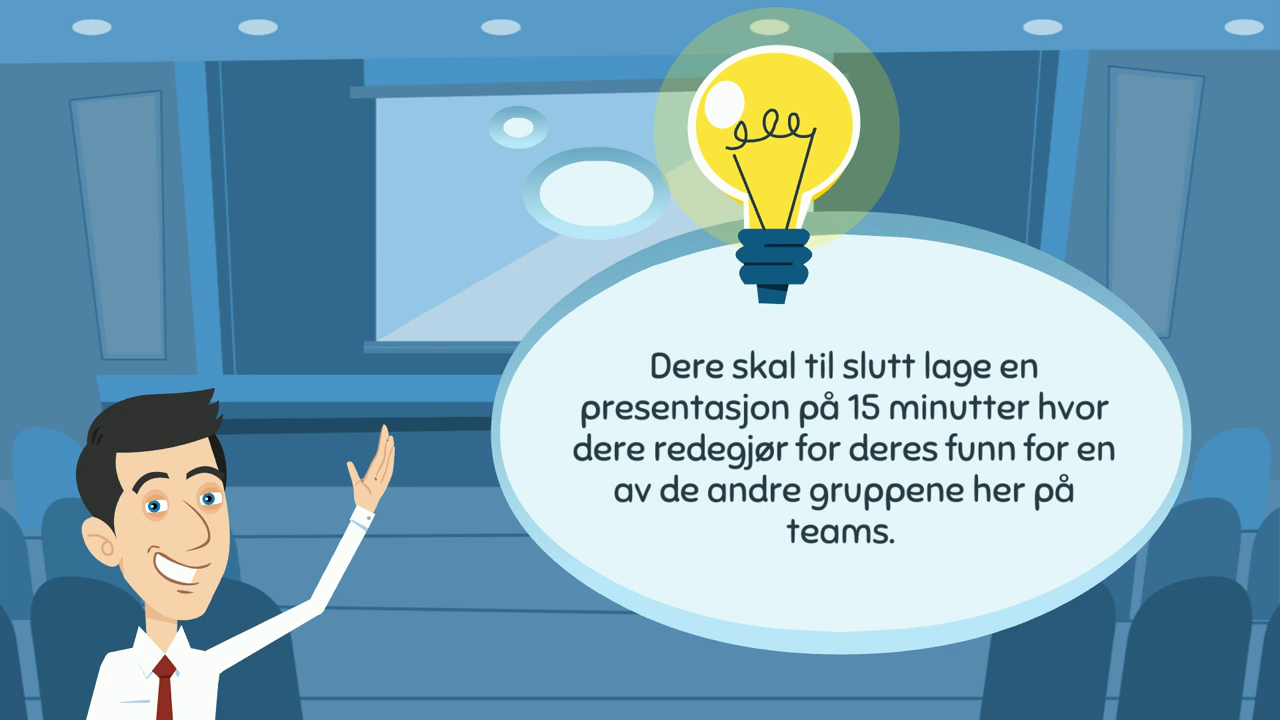 Dere skal til slutt lage en
presentasjon på 15 minutter hvor
dere redegjør for deres funn for en
av de andre gruppene her på
teams.